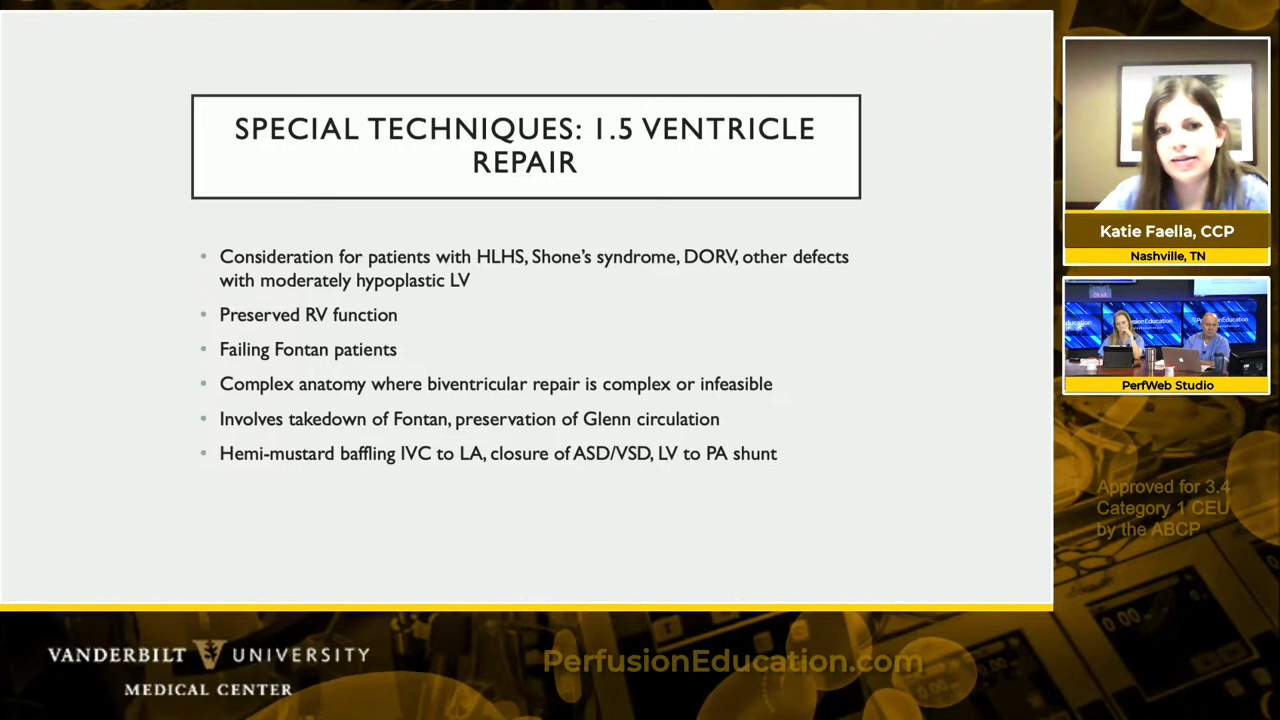 SPECIAL TECHNIQUES: 1.5 VENTRICLE
REPAIR
• Consideration for patients with HLHS, Shone's syndrome, DORV, other defects
with moderately hypoplastic LV
• Preserved RV function
• Failing Fontan patients
• Complex anatomy where biventricular repair is complex or infeasible
• Involves takedown of Fontan, preservation of Glenn circulation
• Hemi-mustard baffling IVC to LA, closure of ASD/VSD, LV to PA shunt
Katie Faella, CCP
Nashville, TN
PerfWeb Studio
Approved for 3.4
Category 1 CEU
by the ABCP
VANDERBILT UNIVERSITY
MEDICAL CENTER
PerfusionEducation.com